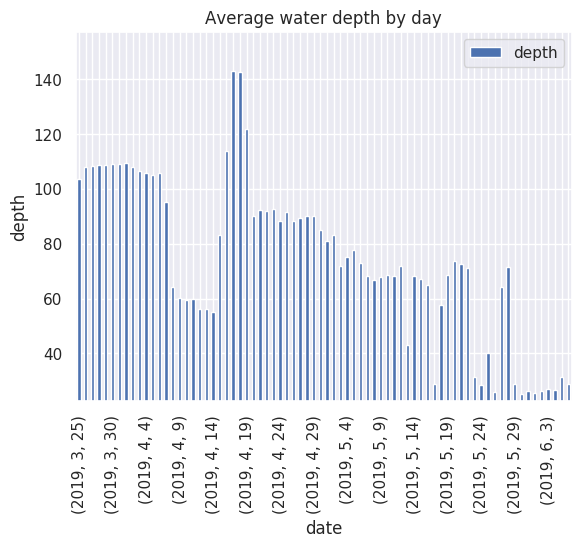 Average water depth by day
depth
140
120
100
80
60
40
depth
(2019, 3, 25)
(2019, 3, 30)
(2019, 4, 4)
(2019, 4, 9)
(2019, 4, 14)
(2019, 4, 19)
(2019, 4, 24)
(2019, 4, 29)
(2019, 5, 4)
(2019, 5, 9)
(2019, 5, 14)
(2019, 5, 19)
(2019, 5, 24)
(2019, 5, 29)
(2019, 6, 3)
date